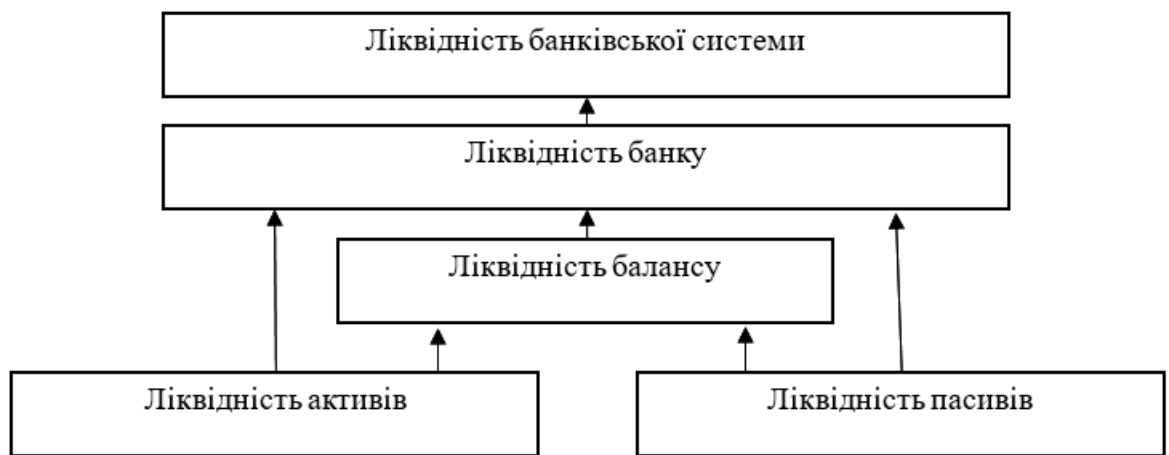 Ліквідність банківської системи
Ліквідність банку
Ліквідність балансу
Ліквідність активів
Ліквідність пасивів